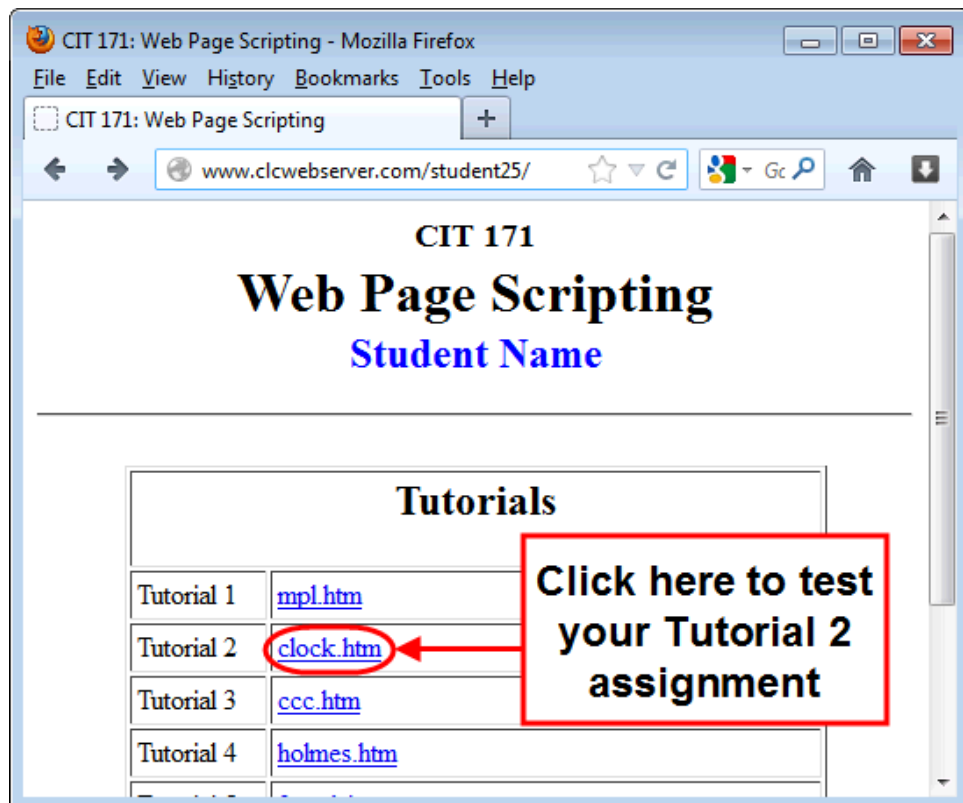 CIT 171: Web Page Scripting - Mozilla Firefox
File Edit View History Bookmarks Tools Help
CIT 171: Web Page Scripting
www.clcwebserver.com/student25/
CIT 171
Web Page Scripting
Student Name
Tutorials
Tutorial 1 mpl.htm
Tutorial 2 clock.htm
Tutorial 3 ccc.htm
Tutorial 4 holmes.htm
Click here to test
your Tutorial 2
assignment